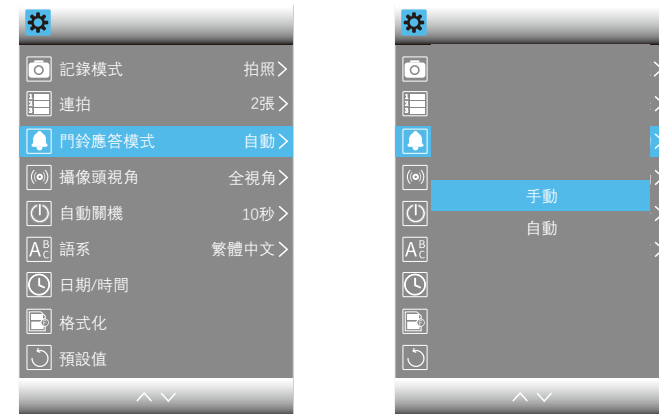 記錄模式 拍照
連拍 2張
門鈴應答模式 自動
攝像頭視角 全視角
自動關機 10秒
語系 繁體中文
日期/時間
格式化
預設值
手動
自動